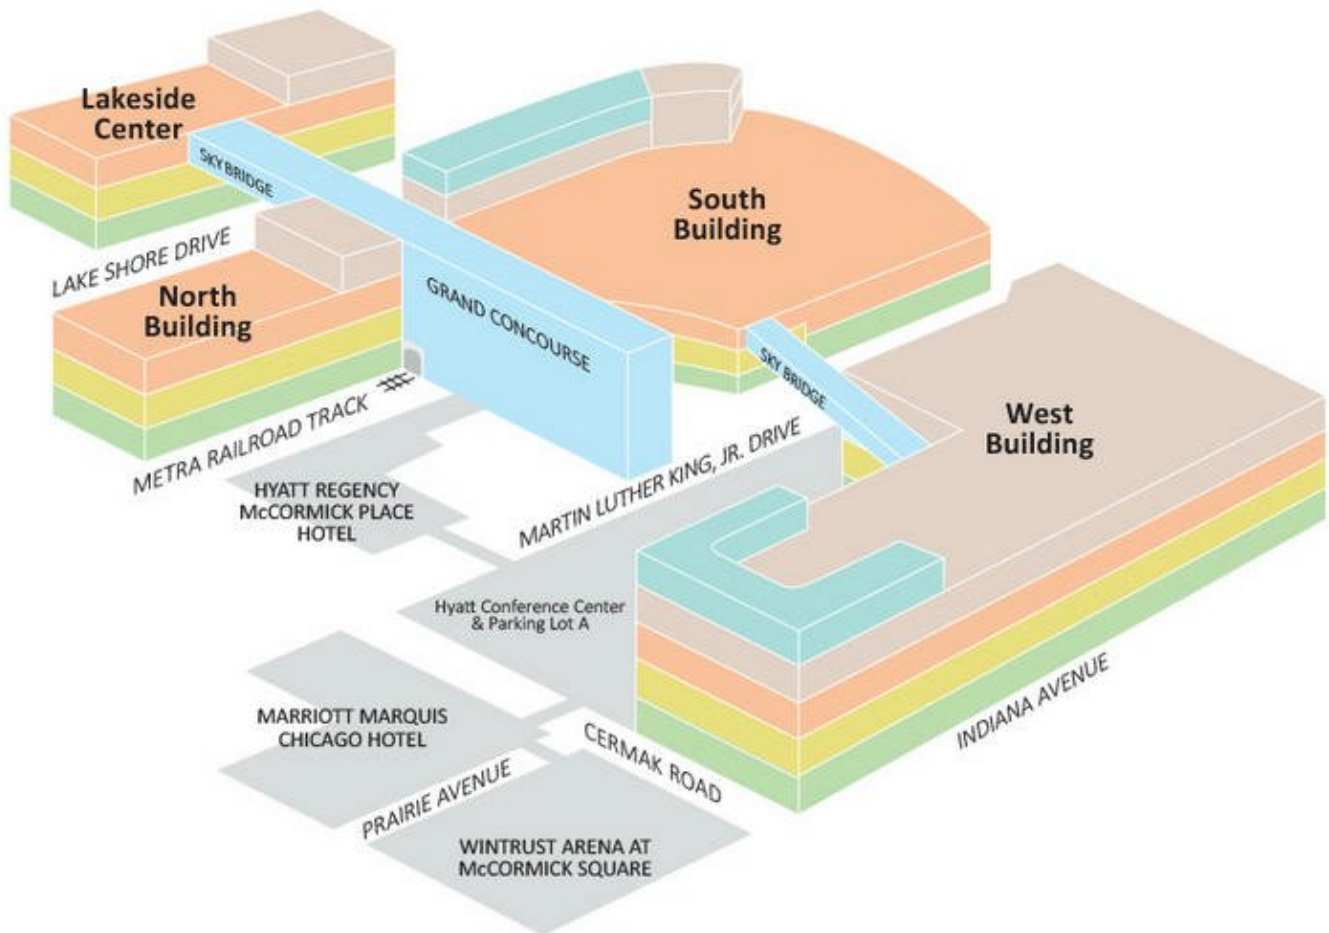 Lakeside
Center
SKY BRIDGE
South
Building
LAKE SHORE DRIVE
North
Building
GRAND CONCOURSE
SKY BRIDGE
West
Building
METRA RAILROAD TRACK
HYATT REGENCY
McCORMICK PLACE
HOTEL
MARTIN LUTHER KING, JR. DRIVE
Hyatt Conference Center
& Parking Lot A
MARRIOTT MARQUIS
CHICAGO HOTEL
CERMAK ROAD
INDIANA AVENUE
PRAIRIE AVENUE
WINTRUST ARENA AT
McCORMICK SQUARE